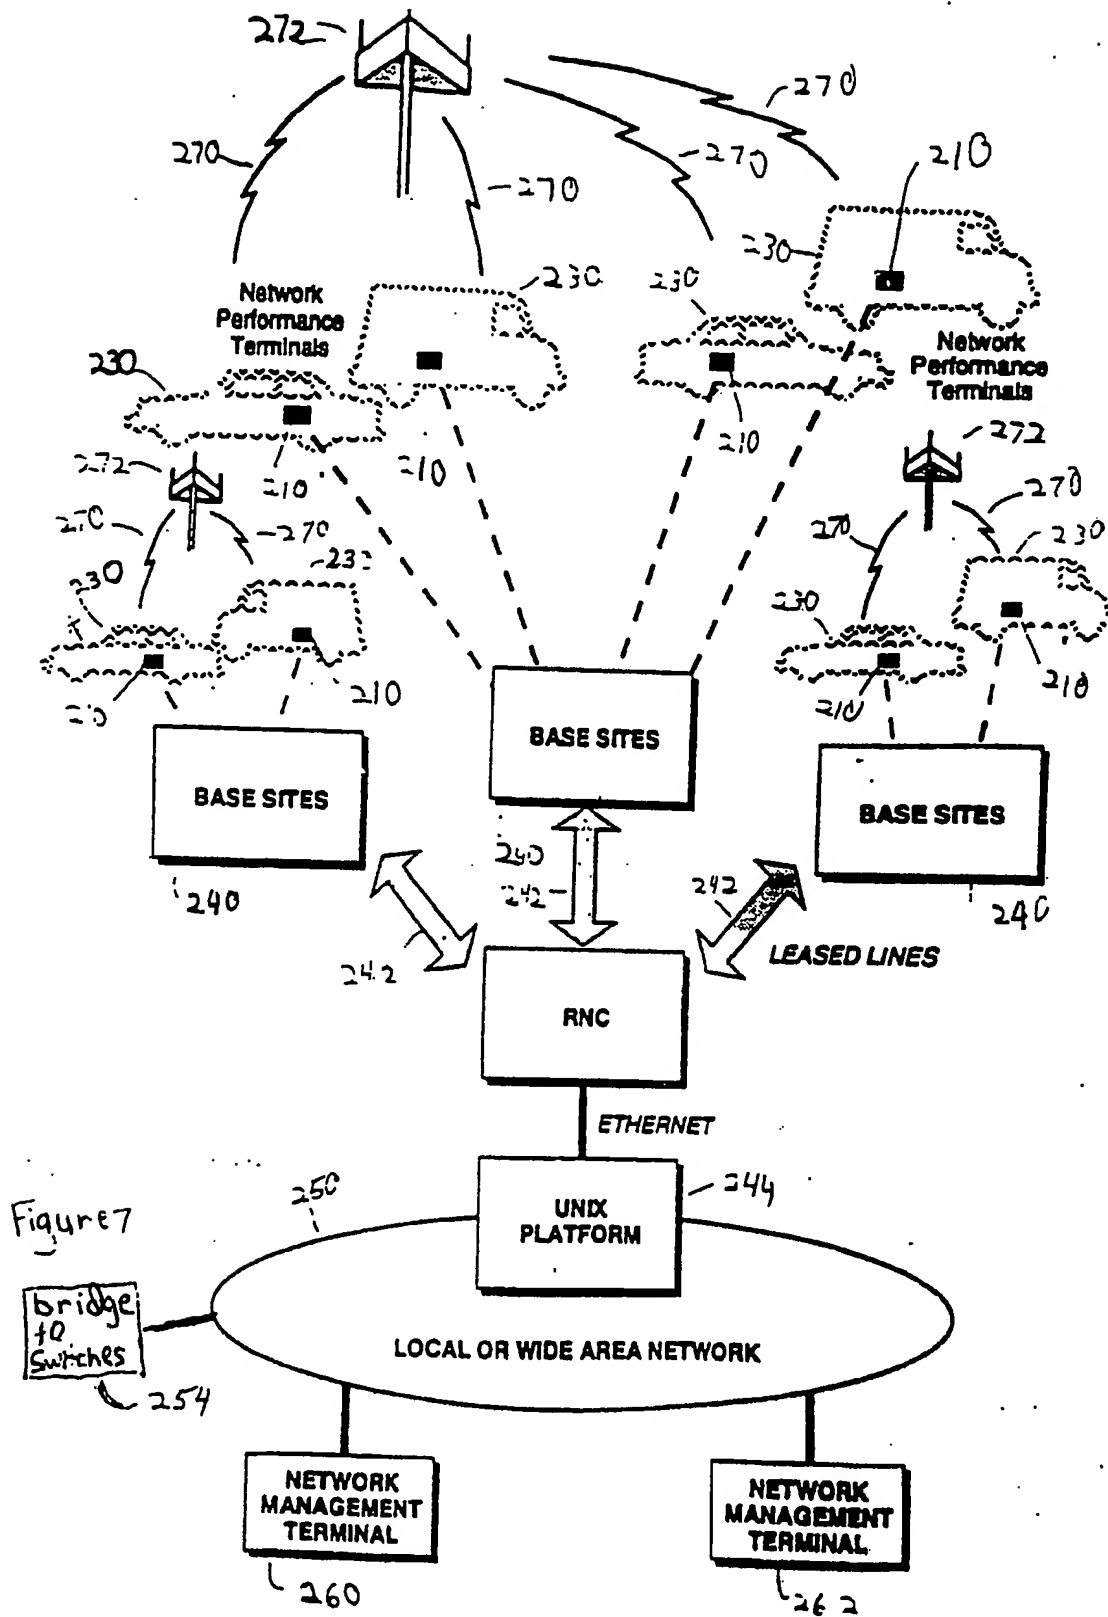 272
270
270
210
270
270
230
230
230
Network
Performance
Terminals
Network
Performance
Terminals
230
272
210
272
210
210
270
270
270
270
230
230
230
210
210
210
210
BASE SITES
BASE SITES
BASE SITES
240
240
242
242
240
240
242
LEASED LINES
RNC
ETHERNET
250
UNIX
PLATFORM
244
Figure 7
bridge
to
Switches
254
LOCAL OR WIDE AREA NETWORK
NETWORK
MANAGEMENT
TERMINAL
NETWORK
MANAGEMENT
TERMINAL
260
262